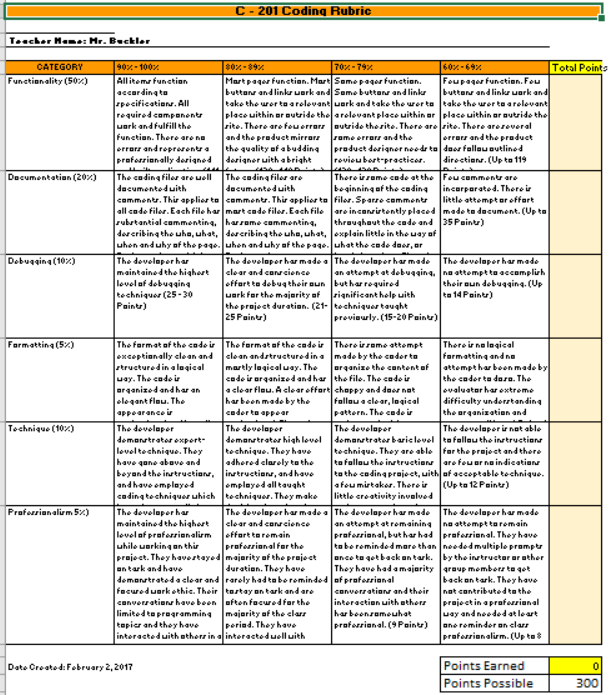 C - 201 Coding Rubric
Teacher Name: Mr. Buckler
CATEGORY
90% - 100%
80% - 89%
70% - 79%
60% - 69%
Total Points
Functionality (50%)
All items function
according to
specifications. All
required components
work and fulfill the
function. There are no
errors and represents a
professionally designed
Most pages function. Most
buttons and links work and
take the user to a relevant
place within or outside the
site. There are few errors
and the product mirrors
the quality of a budding
designer with a bright
Some pages function.
Some buttons and links
work and take the user to a
relevant place within or
outside the site. There are
some errors and the
product designer needs to
review best-practices.
Few pages function. Few
buttons and links work and
take the user to a relevant
place within or outside the
site. There are several
errors and the product
does follow outlined
directions. (Up to 119
Documentation (20%)
The coding files are well
documented with
comments. This applies to
all code files. Each file has
substantial commenting,
describing the who, what,
when and why of the page.
The coding files are
documented with
comments. This applies to
most code files. Each file
has some commenting,
describing the who, what,
when and why of the page.
There is some code at the
beginning of the coding
files. Sparse comments
are inconsistently placed
throughout the code and
explain little in the way of
what the code does, or
Few comments are
incorporated. There is
little attempt or effort
made to document. (Up to
35 Points)
Debugging (10%)
The developer has
maintained the highest
level of debugging
techniques (25 - 30
Points)
The developer has made a
clear and conscience
effort to debug their own
work for the majority of
the project duration. (21-
25 Points)
The developer has made
an attempt at debugging,
but has required
significant help with
techniques taught
previously. (15-20 Points)
The developer has made
no attempt to accomplish
their own debugging. (Up
to 14 Points)
Formatting (5%)
The format of the code is
exceptionally clean and
structured in a logical
way. The code is
organized and has an
elegant flow. The
appearance is
The format of the code is
clean and structured in a
mostly logical way. The
code is organized and has
a clear flow. A clear effort
has been made by the
coder to appear
There is some attempt
made by the coder to
organize the content of
the file. The code is
choppy and does not
follow a clear, logical
pattern. The code is
There is no logical
formatting and no
attempt has been made by
the coder to do so. The
evaluator has extreme
difficulty understanding
the organization and
Technique (10%)
The developer
demonstrates expert-
level technique. They
have gone above and
beyond the instructions,
and have employed
coding techniques which
The developer
demonstrates high level
technique. They have
adhered clearly to the
instructions, and have
employed all taught
techniques. They make
The developer
demonstrates basic level
technique. They are able
to follow the instructions
to the coding project, with
a few mistakes. There is
little creativity involved
The developer is not able
to follow the instructions
for the project and there
are few or no indications
of acceptable technique.
(Up to 12 Points)
Professionalism 5%)
The developer has
maintained the highest
level of professionalism
while working on this
project. They have stayed
on task and have
demonstrated a clear and
focused work ethic. Their
conversations have been
limited to programming
topics and they have
interacted with others in a
The developer has made a
clear and conscience
effort to remain
professional for the
majority of the project
duration. They have
rarely had to be reminded
to stay on task and are
often focused for the
majority of the class
period. They have
interacted well with
The developer has made
an attempt at remaining
professional, but has had
to be reminded more than
once to get back on task.
They have had a majority
of professional
conversations and their
interaction with others
has been somewhat
professional. (9 Points)
The developer has made
no attempt to remain
professional. They have
needed multiple prompts
by the instructor or other
group members to get
back on task. They have
not contributed to the
project in a professional
way and needed at least
one reminder on class
professionalism. (Up to 8
Date Created: February 2, 2017
Points Earned 0
Points Possible 300